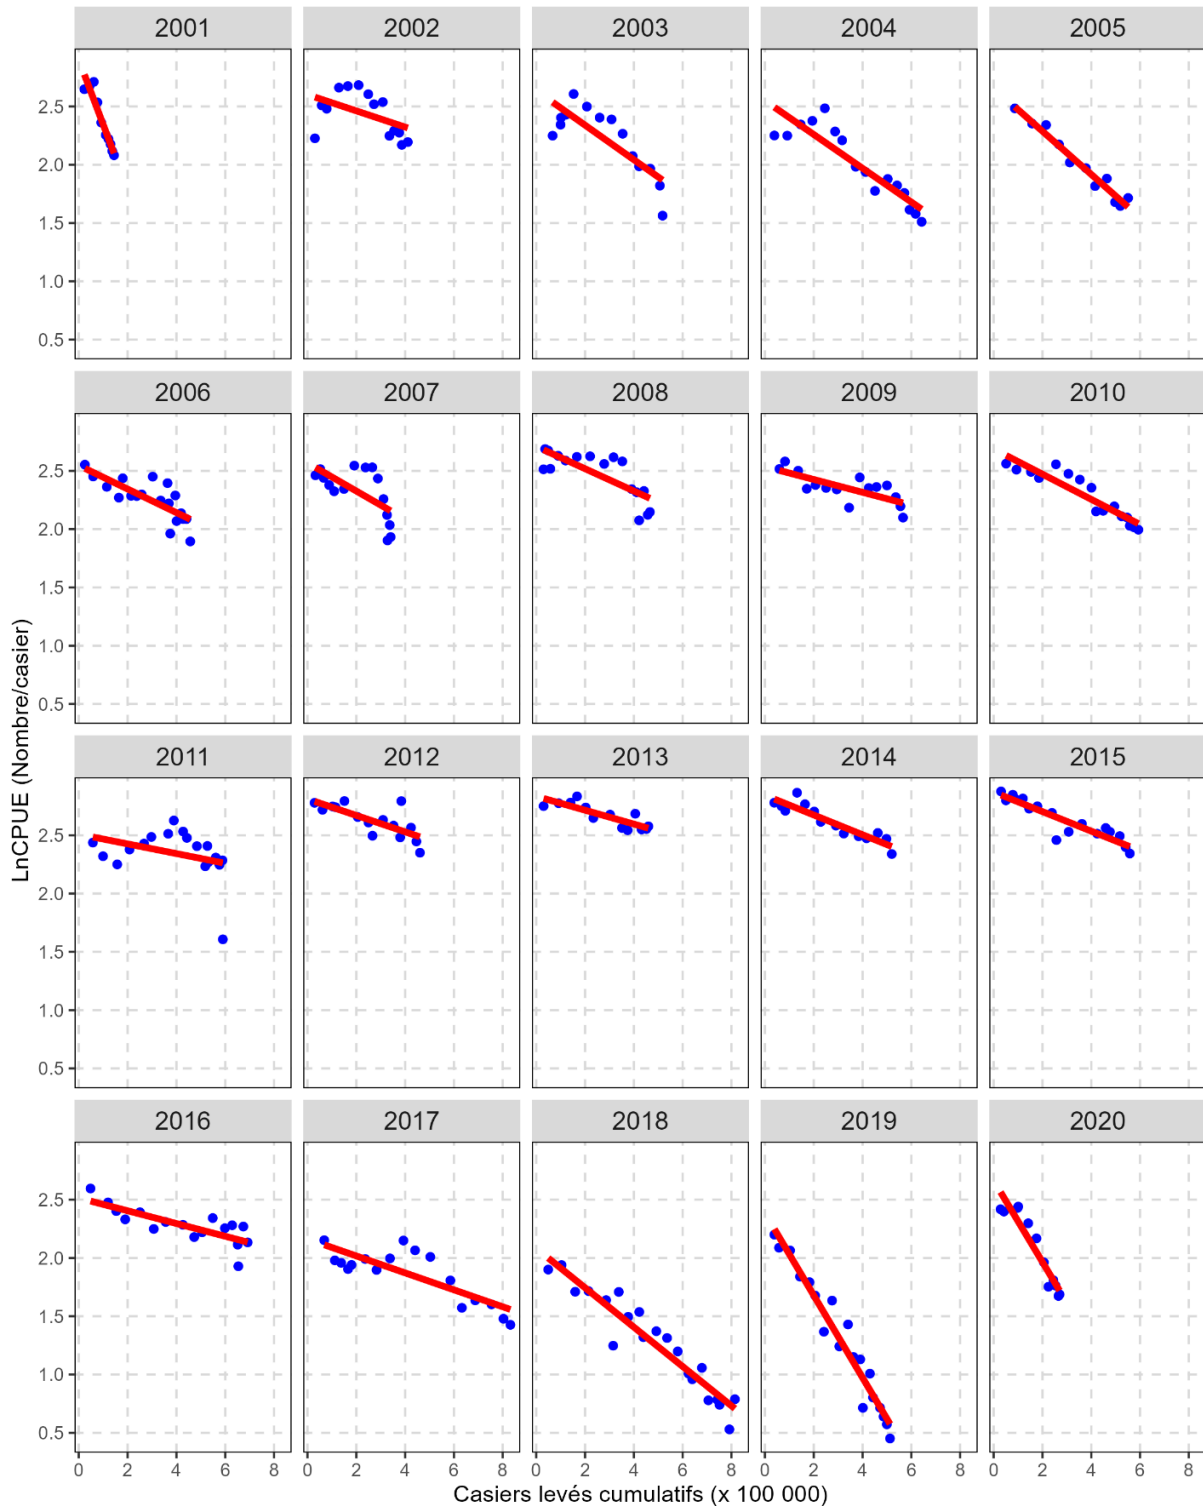 2001 2002 2003 2004 2005
2.5
2.0
1.5
1.0
0.5
2006 2007 2008 2009 2010
2.5
2.0
1.5
1.0
0.5
2011 2012 2013 2014 2015
2.5
2.0
1.5
1.0
0.5
2016 2017 2018 2019 2020
2.5
2.0
1.5
1.0
0.5
0 2 4 6 8 0 2 4 6 8 0 2 4 6 8 0 2 4 6 8 0 2 4 6 8
LnCPUE (Nombre/casier)
Casiers levés cumulatifs (x 100 000)